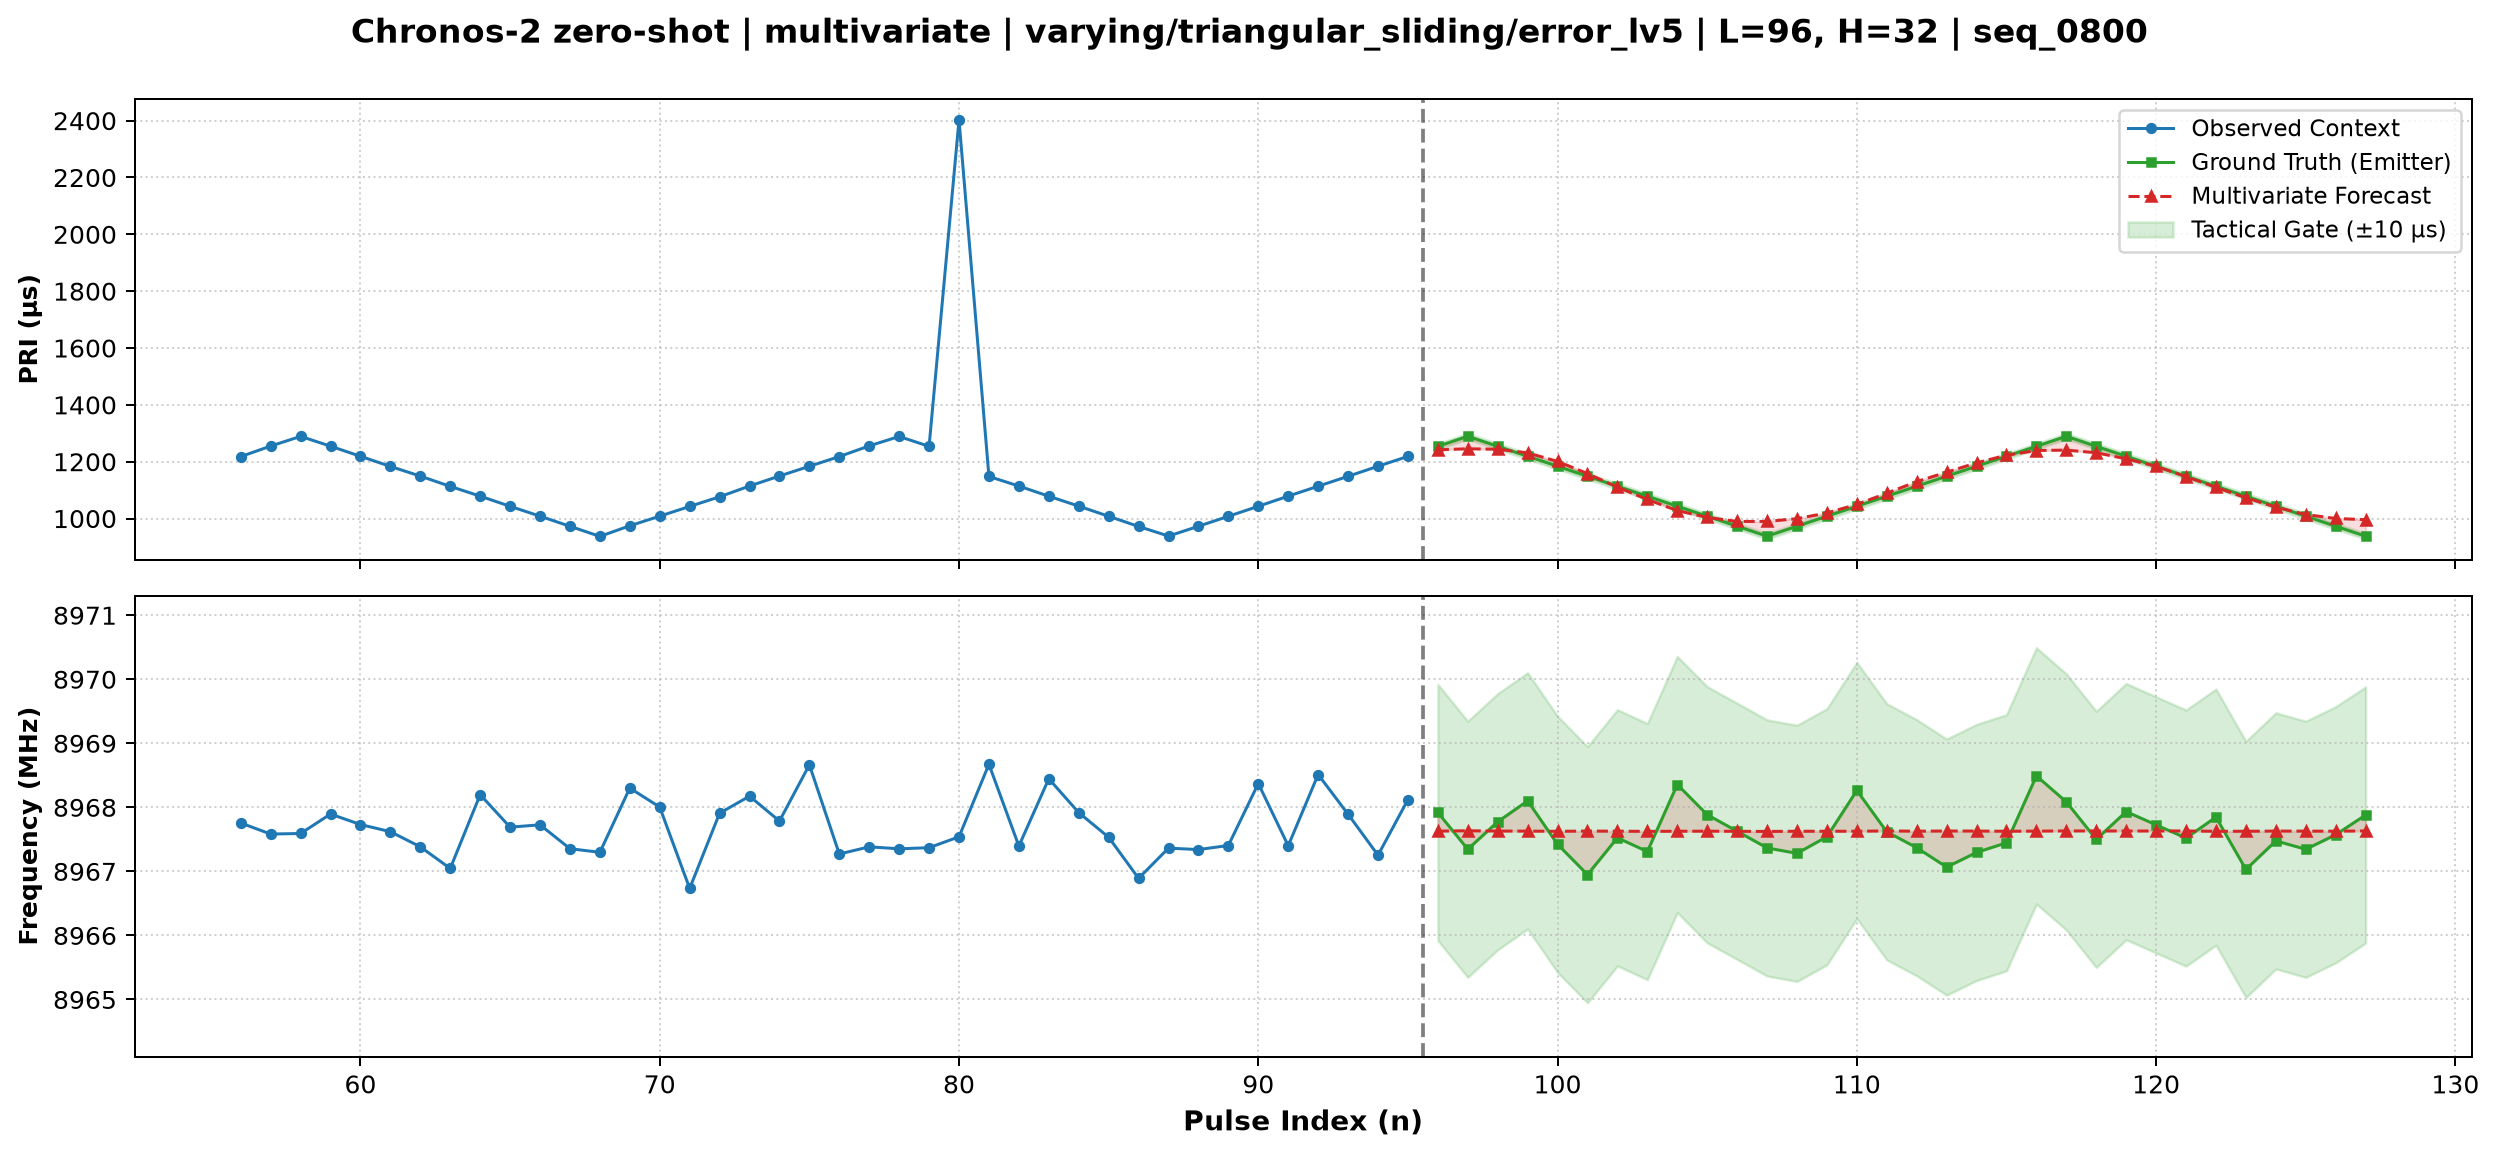 Chronos-2 zero-shot | multivariate | varying/triangular_sliding/error_lv5 | L=96, H=32 | seq_0800
PRI (µs)
2400
2200
2000
1800
1600
1400
1200
1000
Observed Context
Ground Truth (Emitter)
Multivariate Forecast
Tactical Gate (±10 µs)
Frequency (MHz)
8971
8970
8969
8968
8967
8966
8965
60 70 80 90 100 110 120 130
Pulse Index (n)